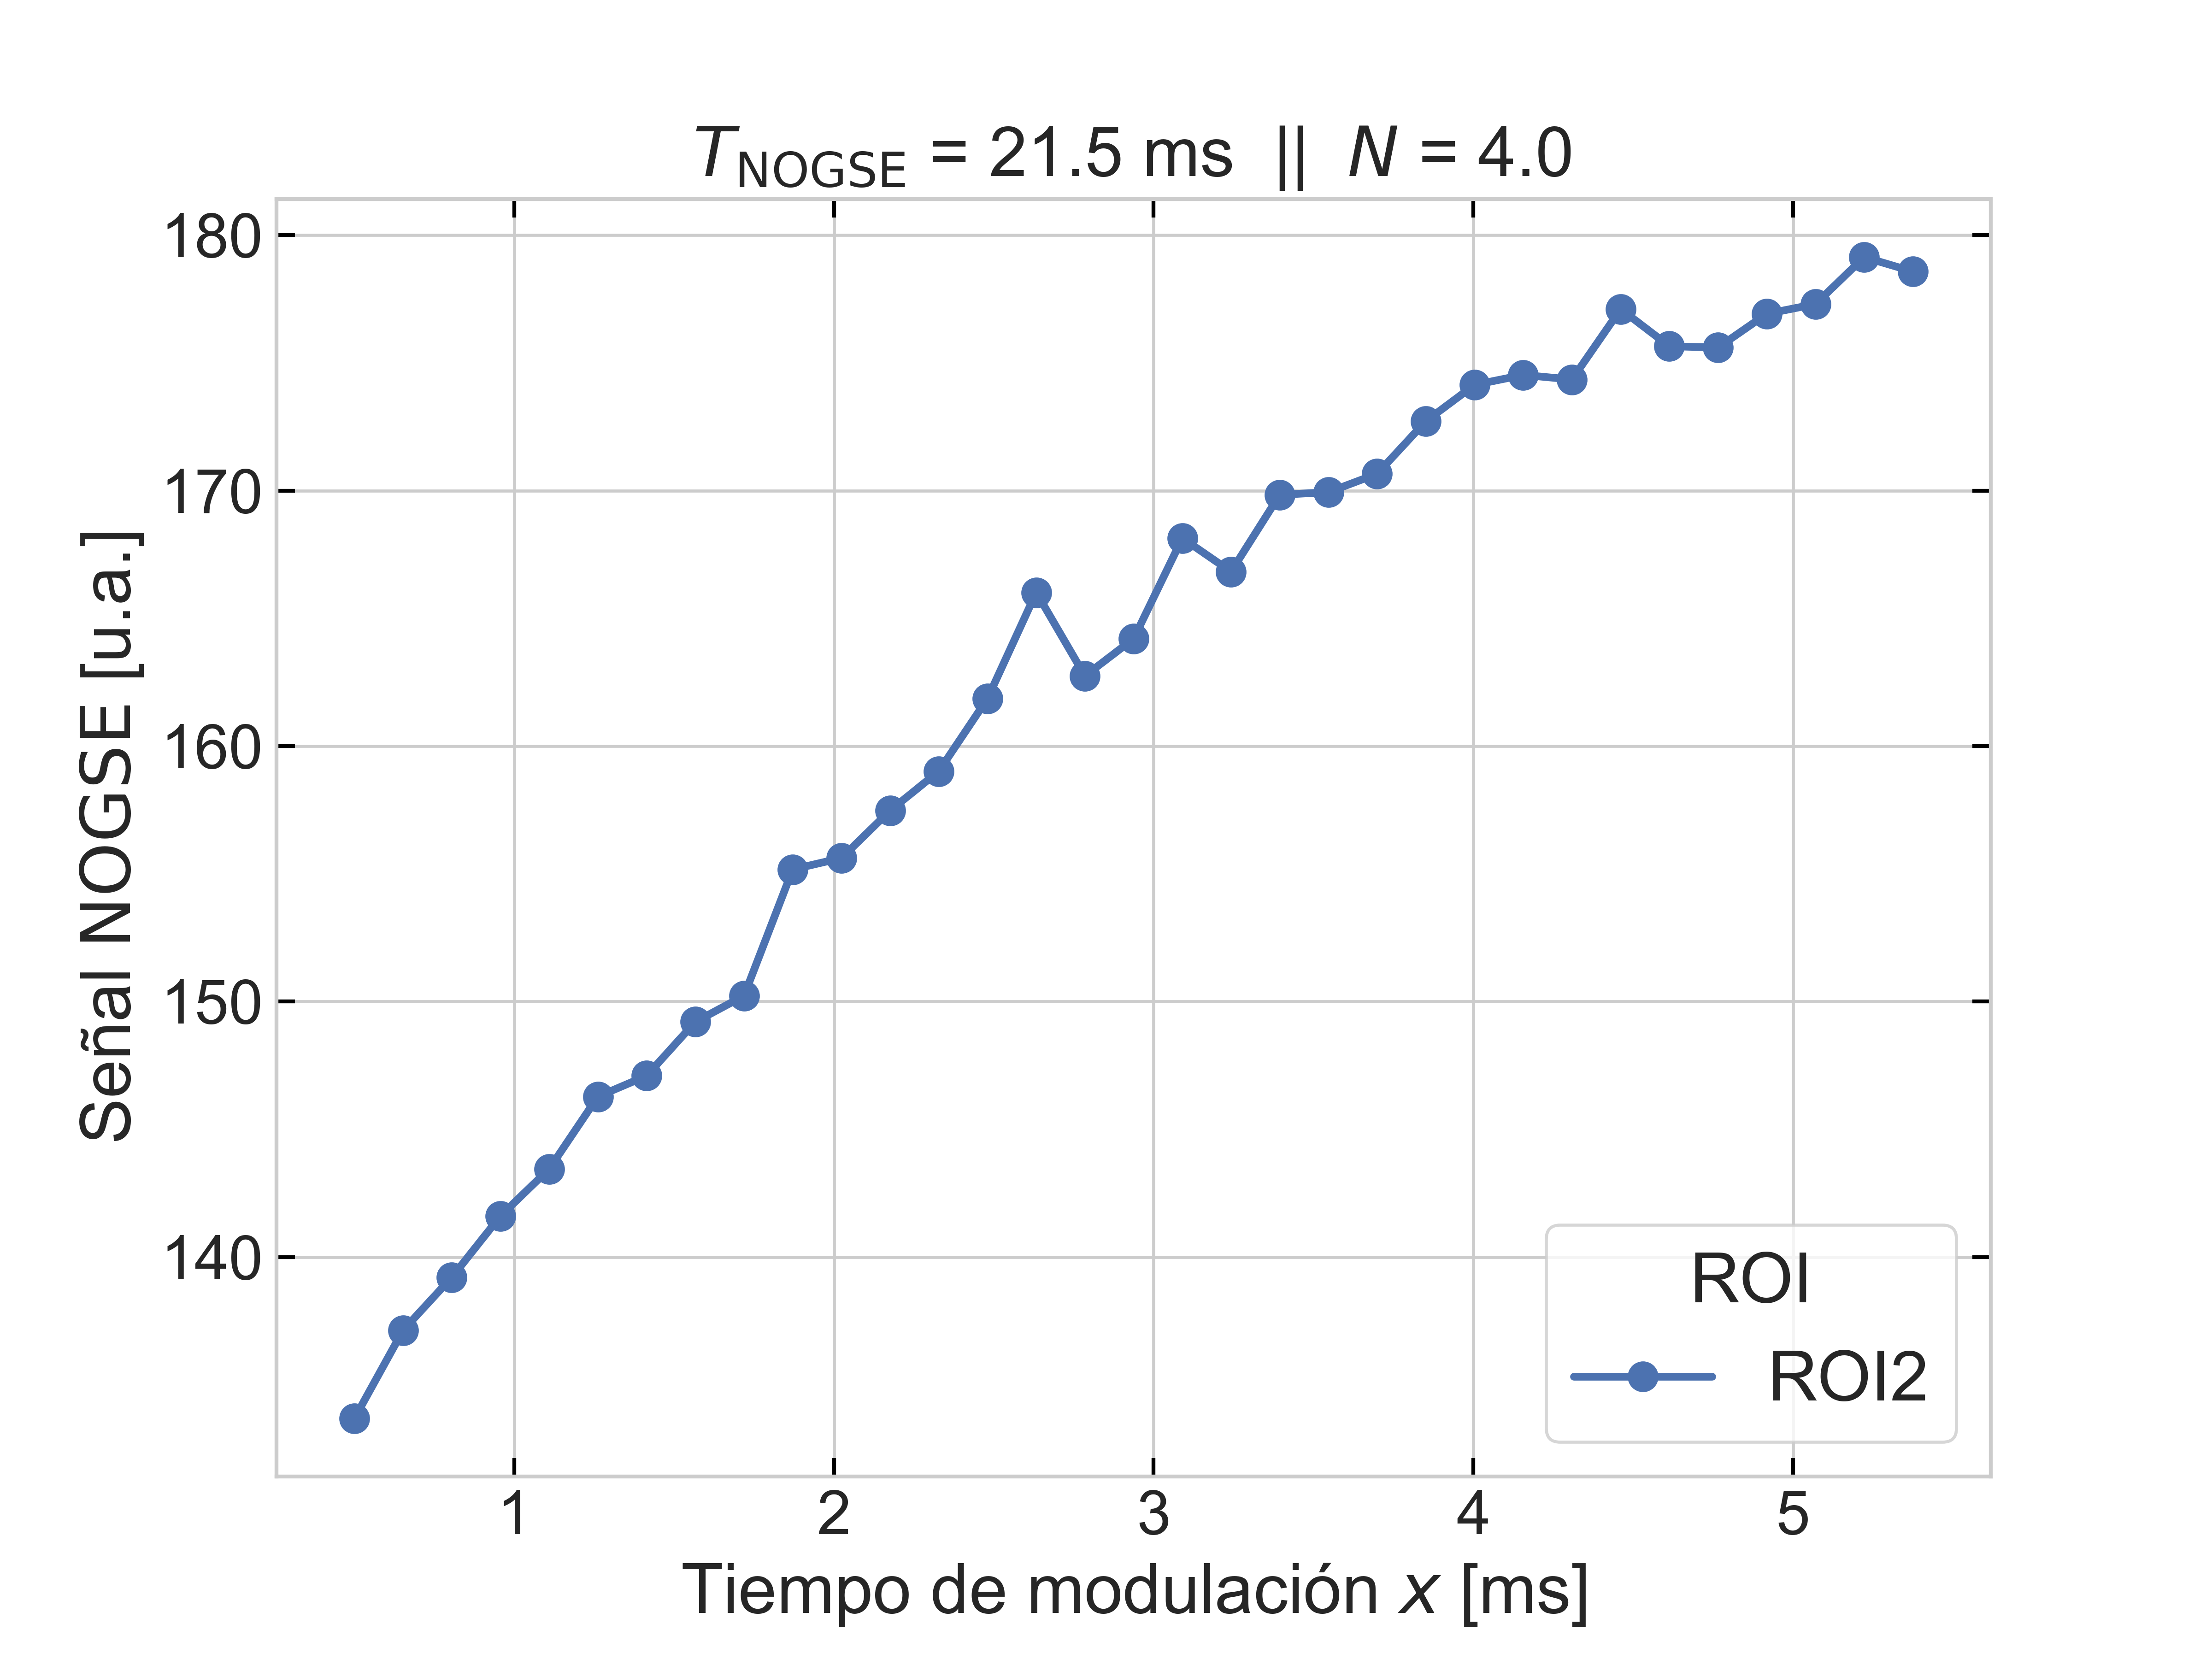 T_NOGSE = 21.5 ms || N = 4.0
Señal NOGSE [u.a.]
180
170
160
150
140
ROI
ROI2
1 2 3 4 5
Tiempo de modulación x [ms]